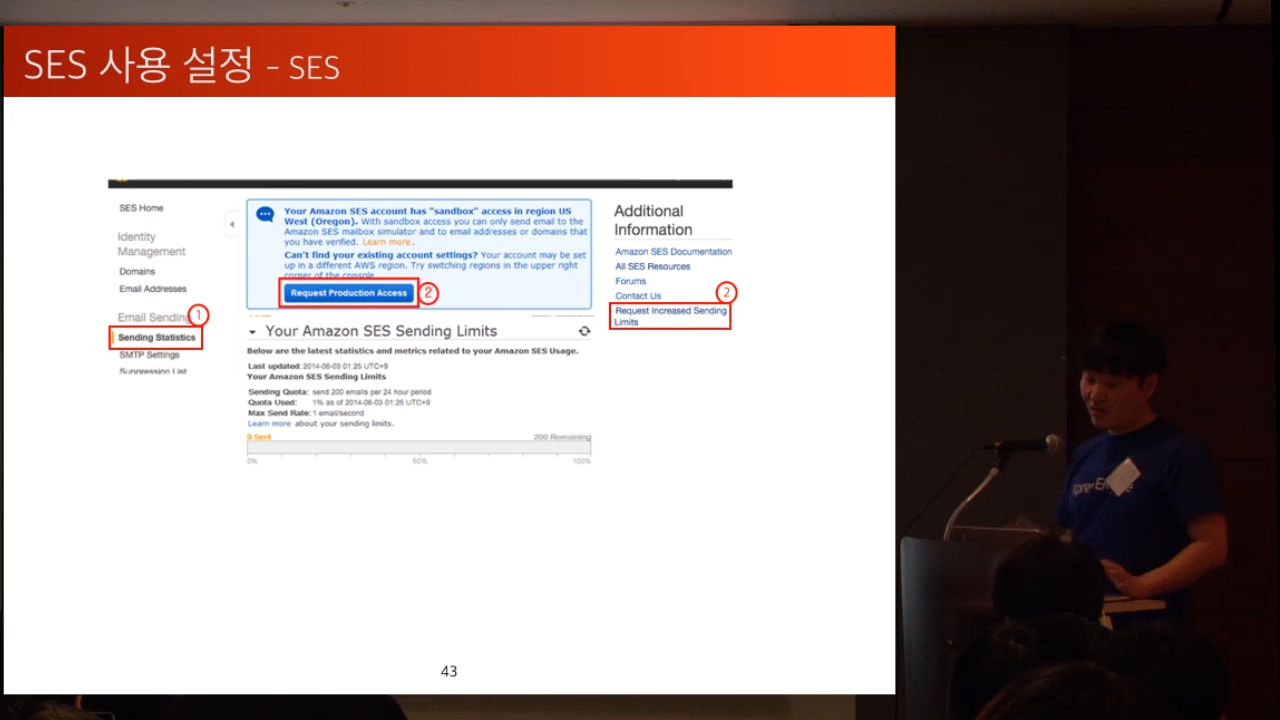 SES 사용 설정 - SES
SES Home
Identity
Management
Domains
Email Addresses
Email Sending
1
Sending Statistics
SMTP Settings
Suppression List
Your Amazon SES account has "sandbox" access in region US
West (Oregon). With sandbox access you can only send email to the
Amazon SES mailbox simulator and to email addresses or domains that
you have verified. Learn more.
Can't find your existing account settings? Your account may be set
up in a different AWS region. Try switching regions in the upper right
corner of the console
Request Production Access
2
Your Amazon SES Sending Limits
Below are the latest statistics and metrics related to your Amazon SES Usage.
Last updated: 2014-06-03 01:25 UTC+9
Your Amazon SES Sending Limits
Sending Quota: send 200 emails per 24 hour period
Quota Used: 1% as of 2014-06-03 01:25 UTC+9
Max Send Rate: 1 email/second
Learn more about your sending limits.
0 Sent 200 Remaining
0% 50% 100%
Additional
Information
Amazon SES Documentation
All SES Resources
Forums
Contact Us
2
Request Increased Sending
Limits
43